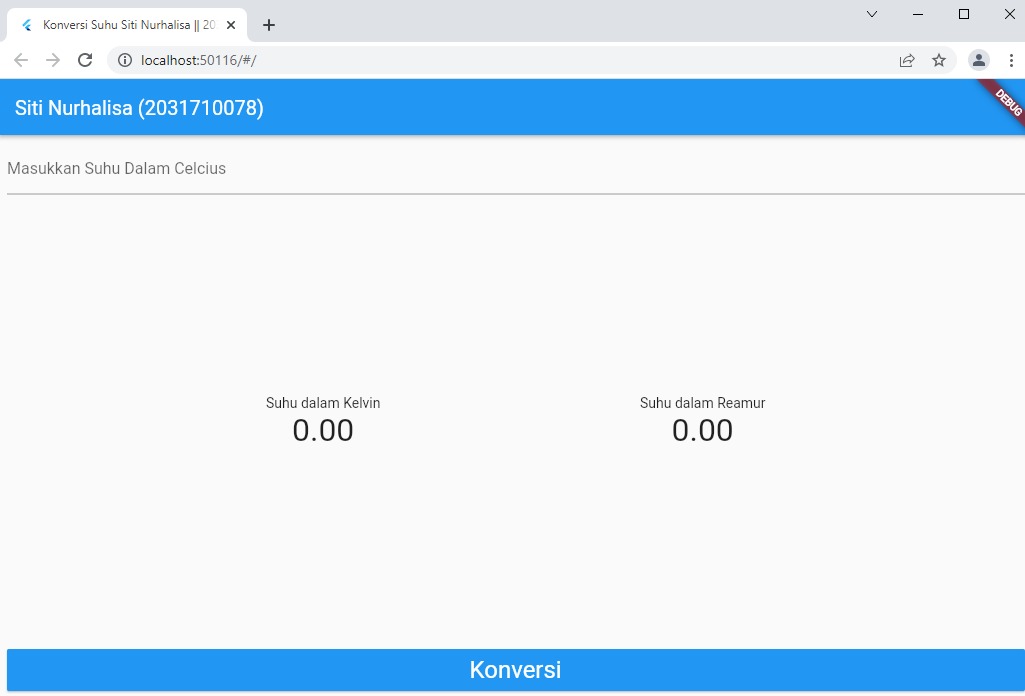 Konversi Suhu Siti Nurhalisa || 20
localhost:50116/#/
Siti Nurhalisa (2031710078)
DEBUG
Masukkan Suhu Dalam Celcius
Suhu dalam Kelvin
0.00
Suhu dalam Reamur
0.00
Konversi